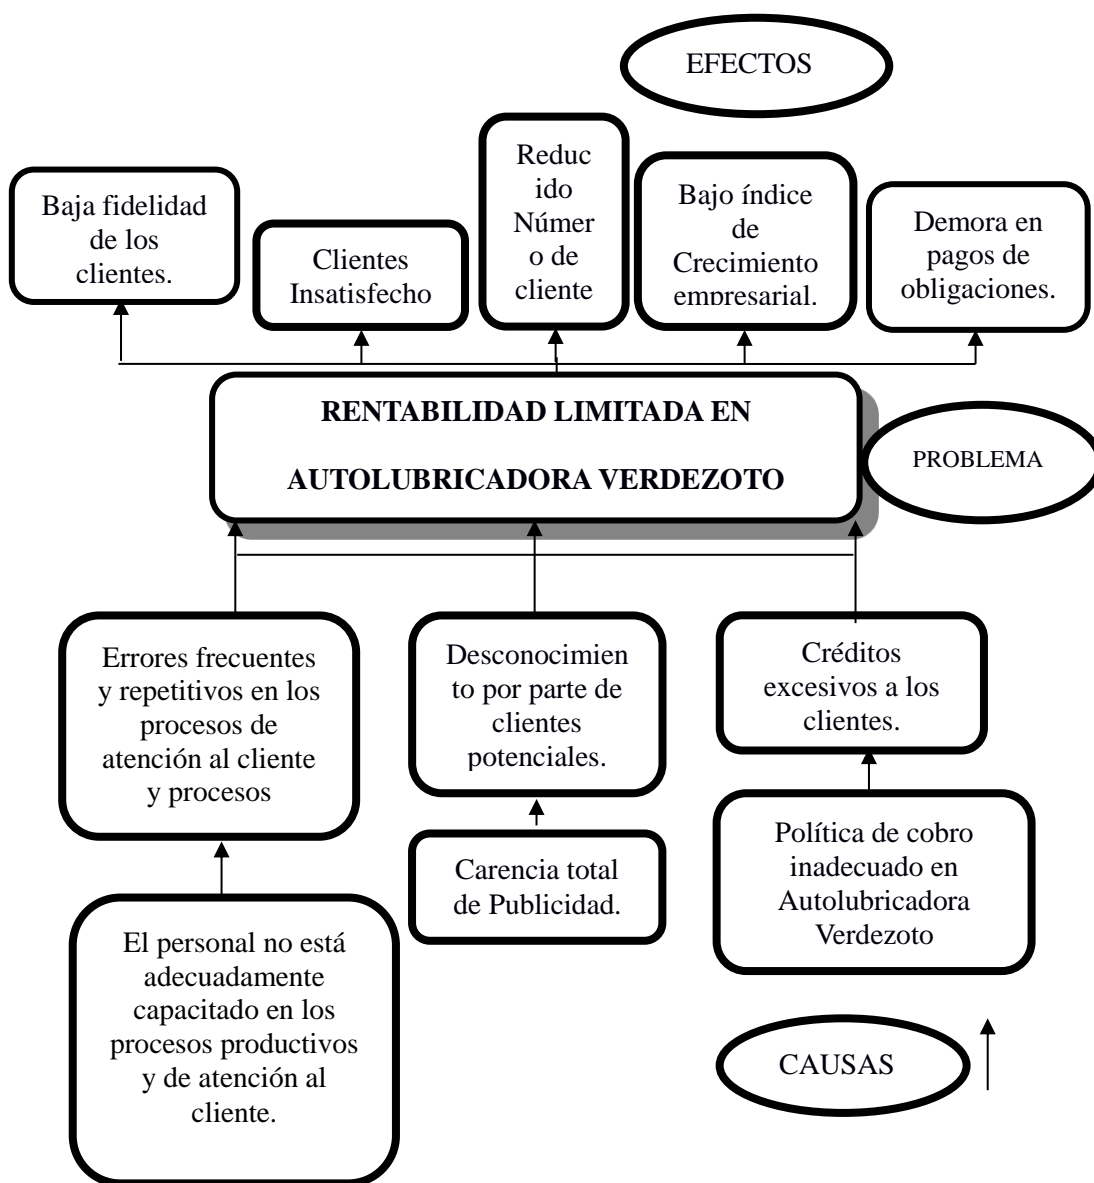 EFECTOS
Baja fidelidad
de los
clientes.
Clientes
Insatisfecho
Reduc
ido
Númer
o de
cliente
Bajo índice
de
Crecimiento
empresarial.
Demora en
pagos de
obligaciones.
RENTABILIDAD LIMITADA EN
AUTOLUBRICADORA VERDEZOTO
PROBLEMA
Errores frecuentes
y repetitivos en los
procesos de
atención al cliente
y procesos
Desconocimien
to por parte de
clientes
potenciales.
Créditos
excesivos a los
clientes.
El personal no está
adecuadamente
capacitado en los
procesos productivos
y de atención al
cliente.
Carencia total
de Publicidad.
Política de cobro
inadecuado en
Autolubricadora
Verdezoto
CAUSAS